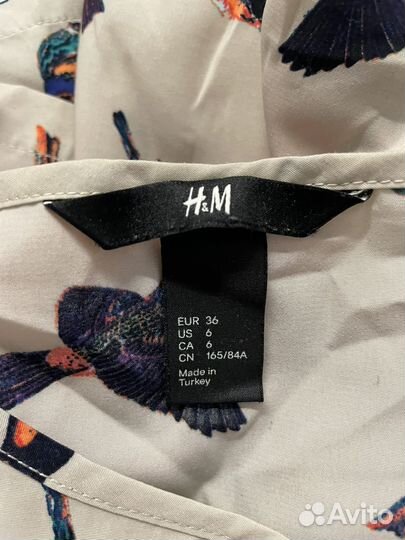 H&M
EUR 36
US 6
CA 6
CN 165/84A
Made in
Turkey
Avito